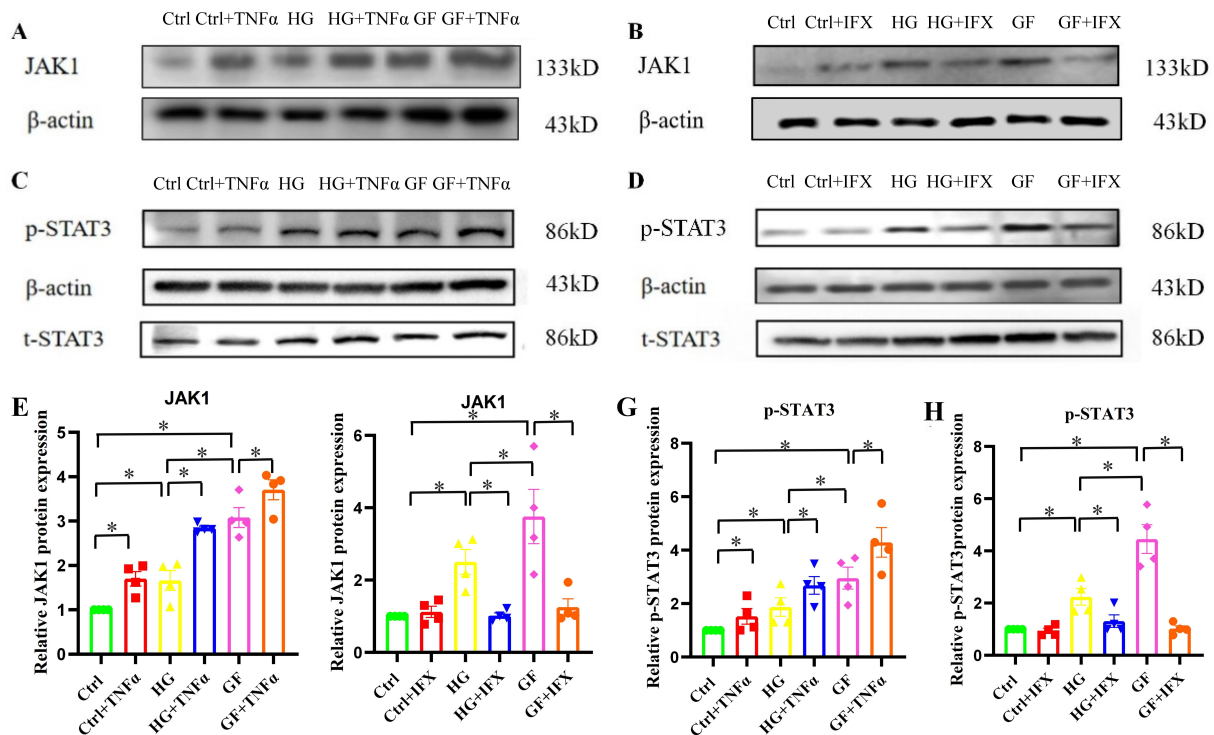 A
Ctrl Ctrl+TNFα HG HG+TNFα GF GF+TNFα
JAK1 133kD
β-actin 43kD
B
Ctrl Ctrl+IFX HG HG+IFX GF GF+IFX
JAK1 133kD
β-actin 43kD
C
Ctrl Ctrl+TNFα HG HG+TNFα GF GF+TNFα
p-STAT3 86kD
β-actin 43kD
t-STAT3 86kD
D
Ctrl Ctrl+IFX HG HG+IFX GF GF+IFX
p-STAT3 86kD
β-actin 43kD
t-STAT3 86kD
E
JAK1
Relative JAK1 protein expression
5
4
3
2
1
0
* * * * * *
Ctrl Ctrl+TNFα HG HG+TNFα GF GF+TNFα
JAK1
Relative JAK1 protein expression
6
4
2
0
* * * * *
Ctrl Ctrl+IFX HG HG+IFX GF GF+IFX
G
p-STAT3
Relative p-STAT3 protein expression
8
6
4
2
0
* * * * * *
Ctrl Ctrl+TNFα HG HG+TNFα GF GF+TNFα
H
p-STAT3
Relative p-STAT3protein expression
8
6
4
2
0
* * * * *
Ctrl Ctrl+IFX HG HG+IFX GF GF+IFX